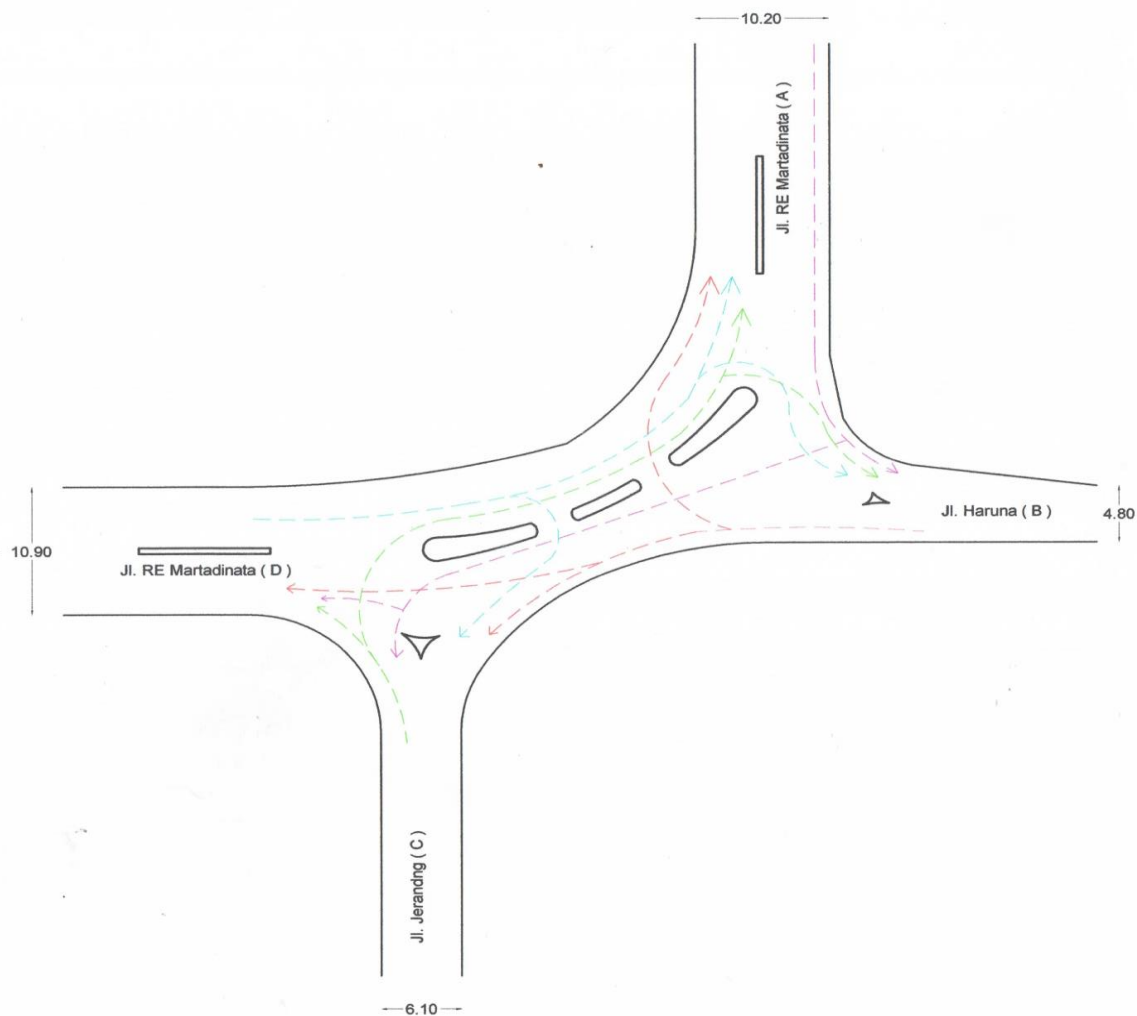 10.20
Jl. RE Martadinata ( A )
10.90
Jl. RE Martadinata ( D )
Jl. Haruna ( B )
4.80
Jl. Jerandng ( C )
6.10